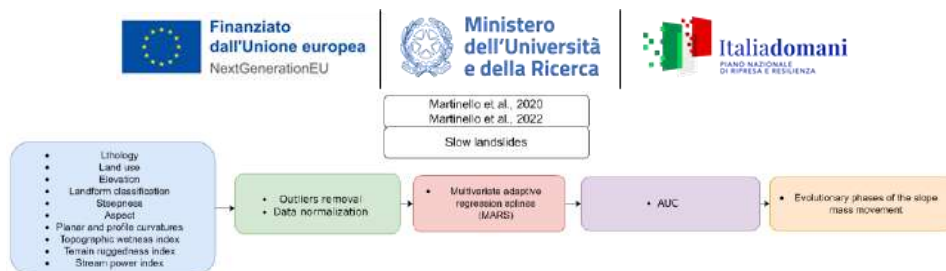 Finanziato
dall'Unione europea
NextGenerationEU
Ministero
dell'Università
e della Ricerca
Italiadomani
PIANO NAZIONALE
DI RIPRESA E RESILIENZA
Martinello et al., 2020
Martinello et al., 2022
Slow landslides
• Lithology
• Land use
• Elevation
• Landform classification
• Steepness
• Aspect
• Planar and profile curvatures
• Topographic wetness index
• Terrain ruggedness index
• Stream power index
• Outliers removal
• Data normalization
• Multivariate adaptive
regression splines
(MARS)
• AUC
• Evolutionary phases of the slope
mass movement